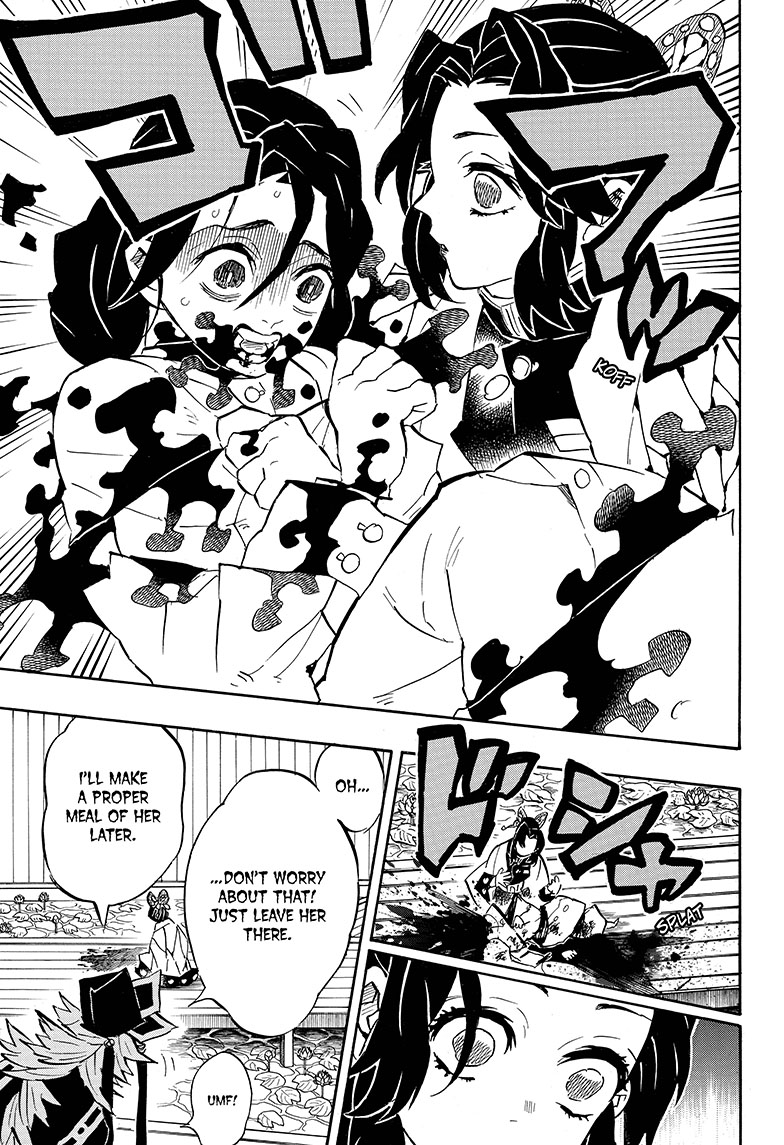 ゴフッ
KOFF
ドシャ
SPLAT
OH...
...DON'T WORRY
ABOUT THAT!
JUST LEAVE HER
THERE.
I'LL MAKE
A PROPER
MEAL OF HER
LATER.
UMF!